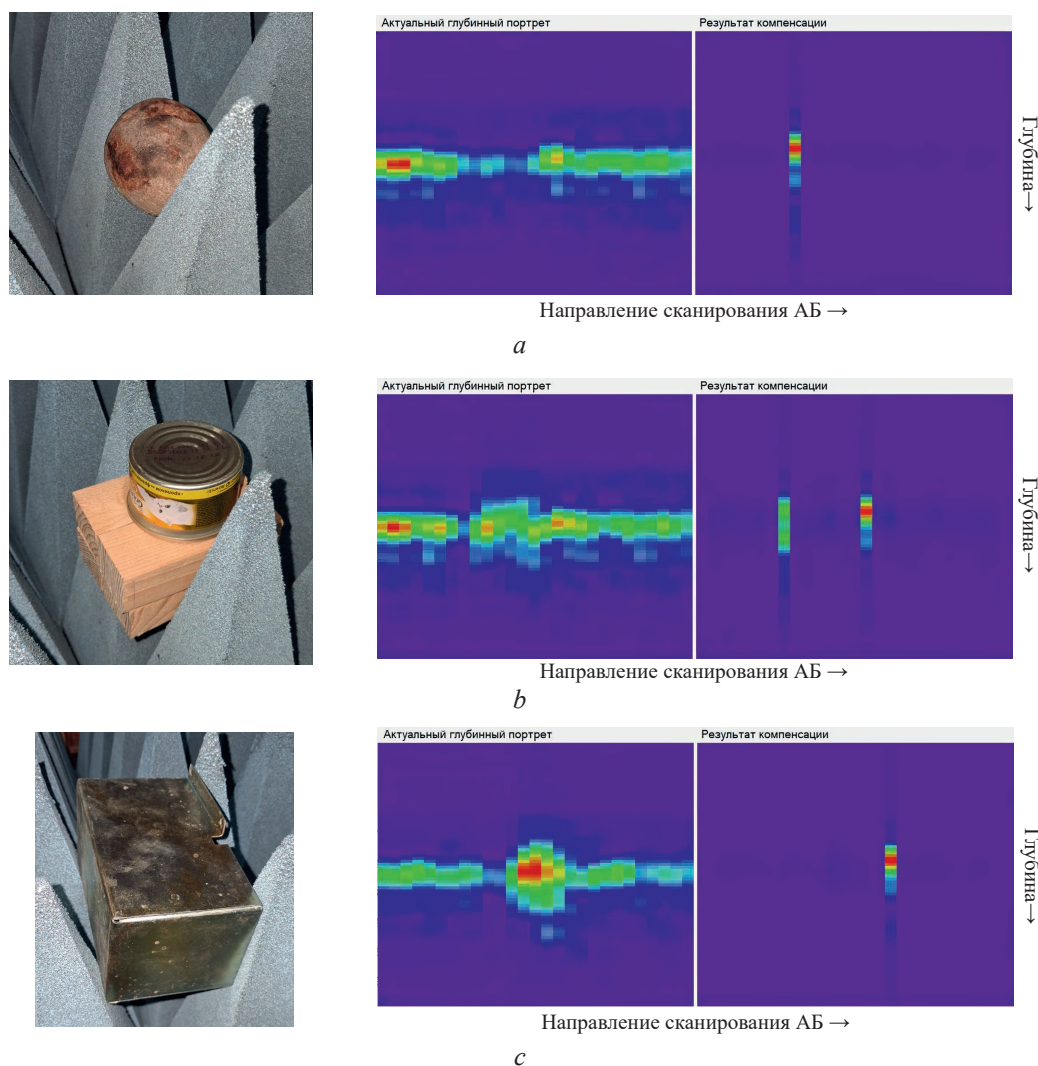 Актуальный глубинный портрет
Результат компенсации
Глубина→
Направление сканирования АБ →
a
Актуальный глубинный портрет
Результат компенсации
Глубина→
Направление сканирования АБ →
b
Актуальный глубинный портрет
Результат компенсации
Глубина→
Направление сканирования АБ →
c